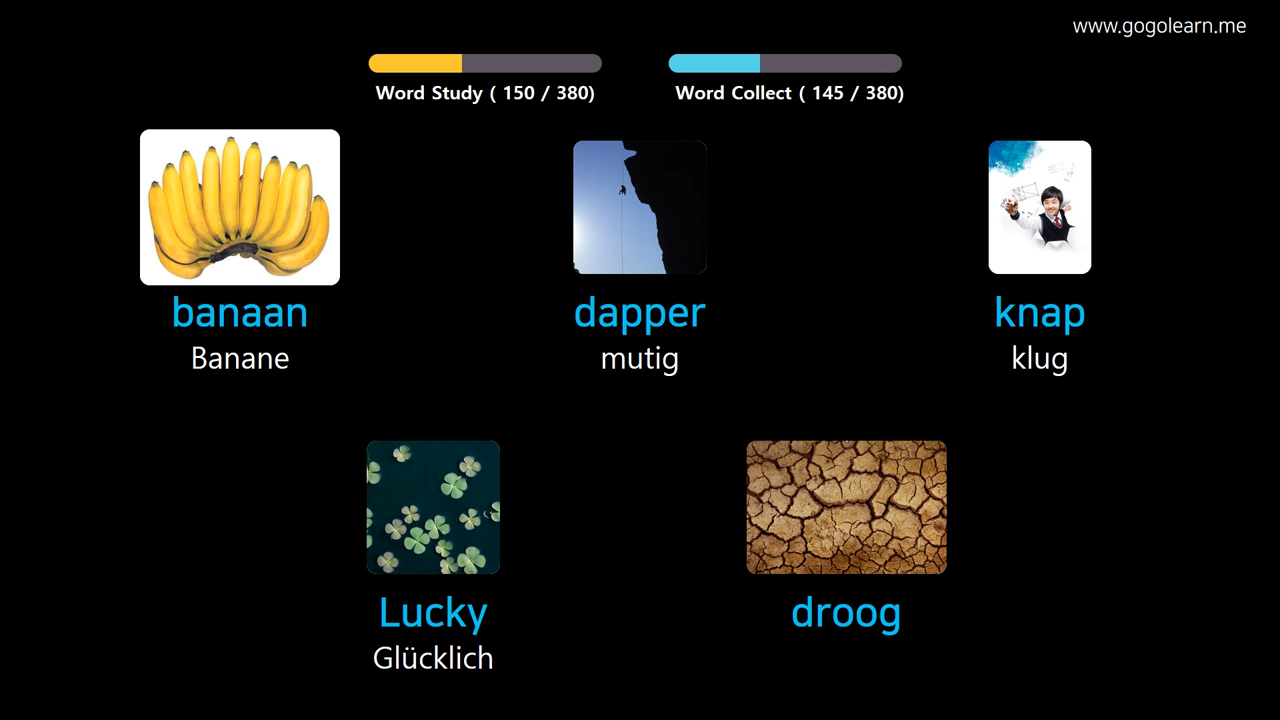 www.gogolearn.me
Word Study ( 150 / 380)
Word Collect ( 145 / 380)
banaan
Banane
dapper
mutig
knap
klug
Lucky
Glücklich
droog